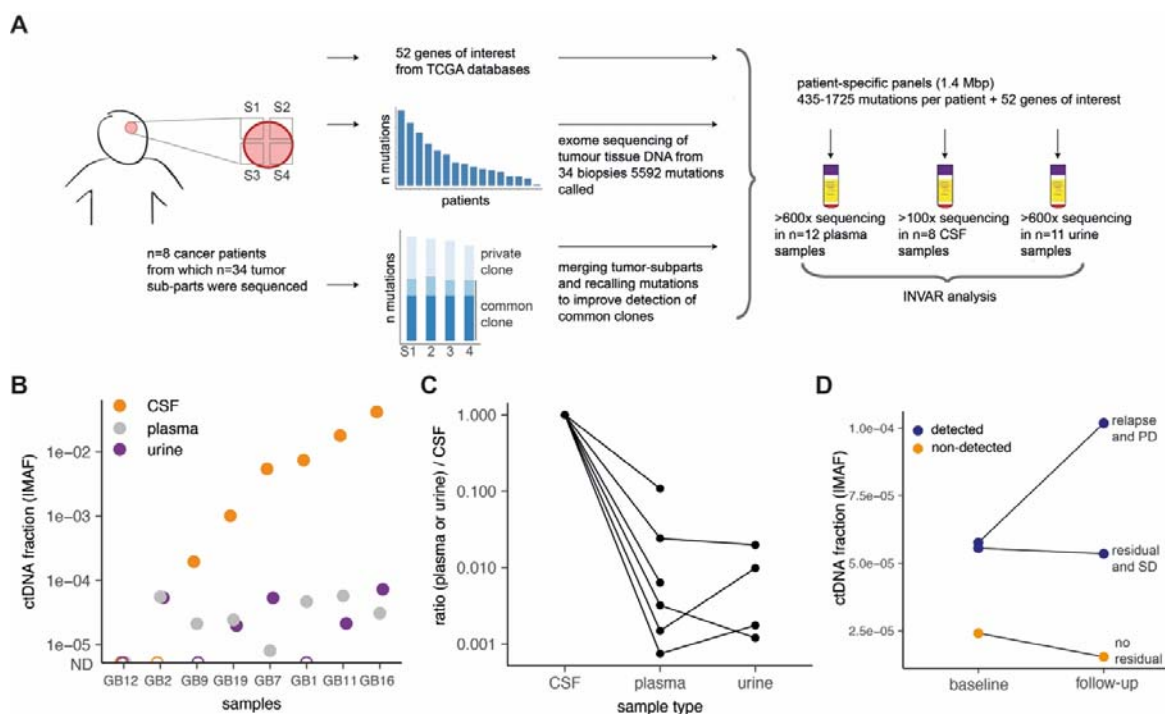 A
S1 S2
S3 S4
n=8 cancer patients
from which n=34 tumor
sub-parts were sequenced
52 genes of interest
from TCGA databases
n mutations
patients
exome sequencing of
tumour tissue DNA from
34 biopsies 5592 mutations
called
n mutations
private
clone
common
clone
S1 2 3 4
merging tumor-subparts
and recalling mutations
to improve detection of
common clones
patient-specific panels (1.4 Mbp)
435-1725 mutations per patient + 52 genes of interest
>600x sequencing
in n=12 plasma
samples
>100x sequencing
in n=8 CSF
samples
>600x sequencing
in n=11 urine
samples
INVAR analysis
B
CSF
plasma
urine
ctDNA fraction (IMAF)
1e−02
1e−03
1e−04
1e−05
ND
GB12 GB2 GB9 GB19 GB7 GB1 GB11 GB16
samples
C
ratio (plasma or urine) / CSF
1.000
0.100
0.010
0.001
CSF plasma urine
sample type
D
detected
non-detected
ctDNA fraction (IMAF)
1.0e−04
7.5e−05
5.0e−05
2.5e−05
relapse
and PD
residual
and SD
no
residual
baseline follow−up